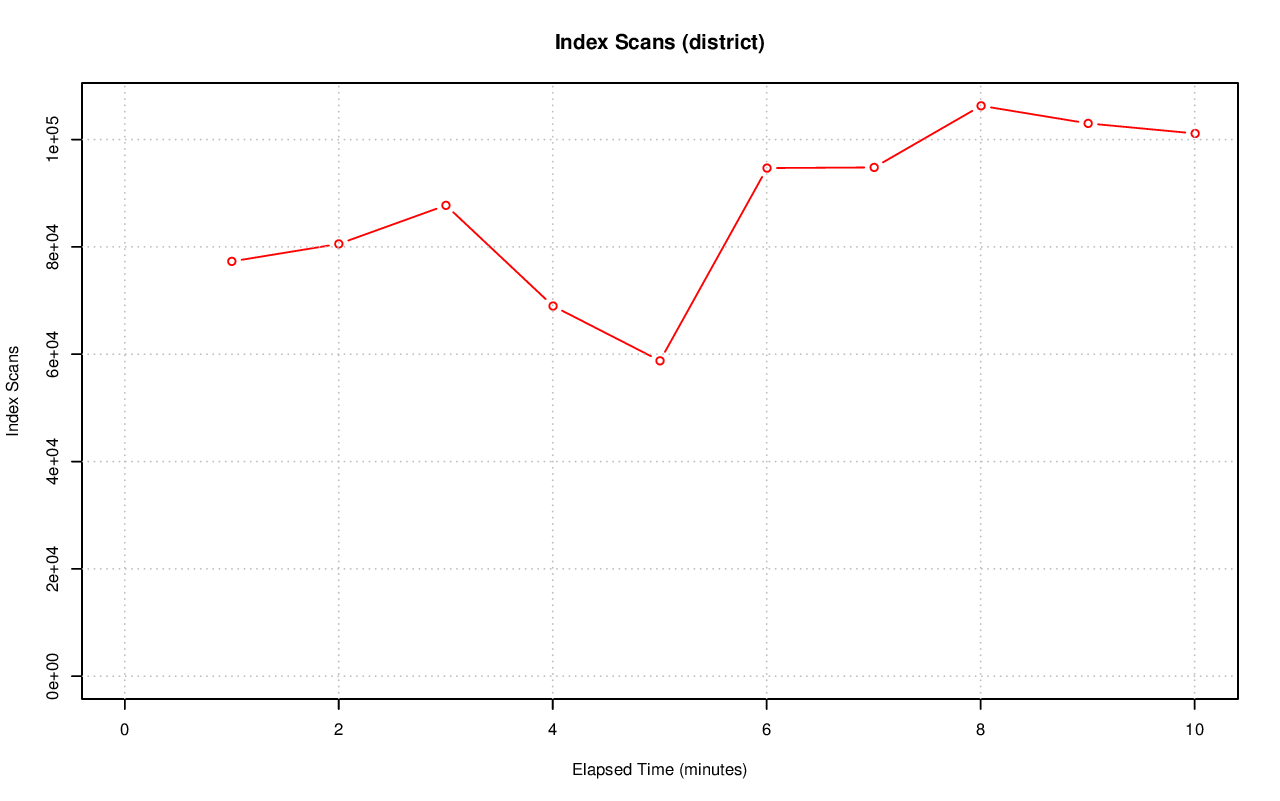 Index Scans (district)
1e+05
8e+04
6e+04
4e+04
2e+04
0e+00
Index Scans
0 2 4 6 8 10
Elapsed Time (minutes)